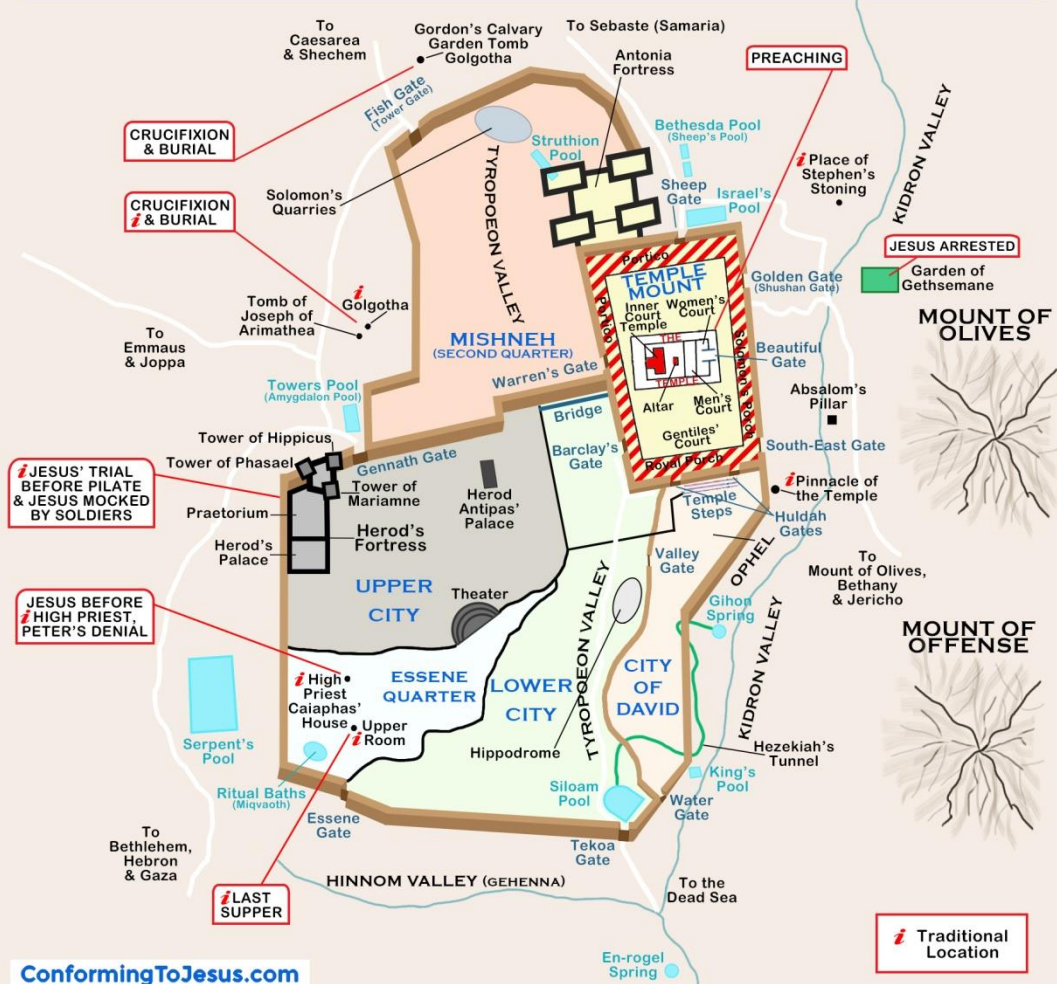 To
Caesarea
& Shechem
Gordon's Calvary
Garden Tomb
Golgotha
To Sebaste (Samaria)
Antonia
Fortress
PREACHING
Fish Gate
(Tower Gate)
CRUCIFIXION
& BURIAL
Struthion
Pool
Bethesda Pool
(Sheep's Pool)
i Place of
Stephen's
Stoning
KIDRON VALLEY
Solomon's
Quarries
TYROPOEON VALLEY
Sheep
Gate
Israel's
Pool
CRUCIFIXION
i & BURIAL
JESUS ARRESTED
Garden of
Gethsemane
Portico
TEMPLE
MOUNT
Portico
Golden Gate
(Shushan Gate)
i
Golgotha
Tomb of
Joseph of
Arimathea
Inner
Court
Women's
Court
Temple
THE
TEMPLE
Solomon's Porch
Beautiful
Gate
MOUNT OF
OLIVES
To
Emmaus
& Joppa
MISHNEH
(SECOND QUARTER)
Warren's Gate
Altar
Men's
Court
Absalom's
Pillar
Towers Pool
(Amygdalon Pool)
Bridge
Gentiles'
Court
Tower of Hippicus
Tower of Phasael
Gennath Gate
Barclay's
Gate
Royal Porch
South-East Gate
i JESUS' TRIAL
BEFORE PILATE
& JESUS MOCKED
BY SOLDIERS
Tower of
Mariamne
Herod
Antipas'
Palace
Temple
Steps
i Pinnacle of
the Temple
Huldah
Gates
Praetorium
Herod's
Fortress
Herod's
Palace
Valley
Gate
OPHEL
To
Mount of Olives,
Bethany
& Jericho
UPPER
CITY
Theater
TYROPOEON VALLEY
Gihon
Spring
JESUS BEFORE
i HIGH PRIEST,
PETER'S DENIAL
MOUNT OF
OFFENSE
ESSENE
QUARTER
LOWER
CITY
CITY
OF
DAVID
KIDRON VALLEY
i High
Priest
Caiaphas'
House
Upper
i Room
Serpent's
Pool
Hippodrome
Hezekiah's
Tunnel
Ritual Baths
(Miqvaoth)
Siloam
Pool
King's
Pool
Essene
Gate
Water
Gate
Tekoa
Gate
To
Bethlehem,
Hebron
& Gaza
HINNOM VALLEY (GEHENNA)
To the
Dead Sea
i LAST
SUPPER
En-rogel
Spring
i Traditional
Location
ConformingToJesus.com